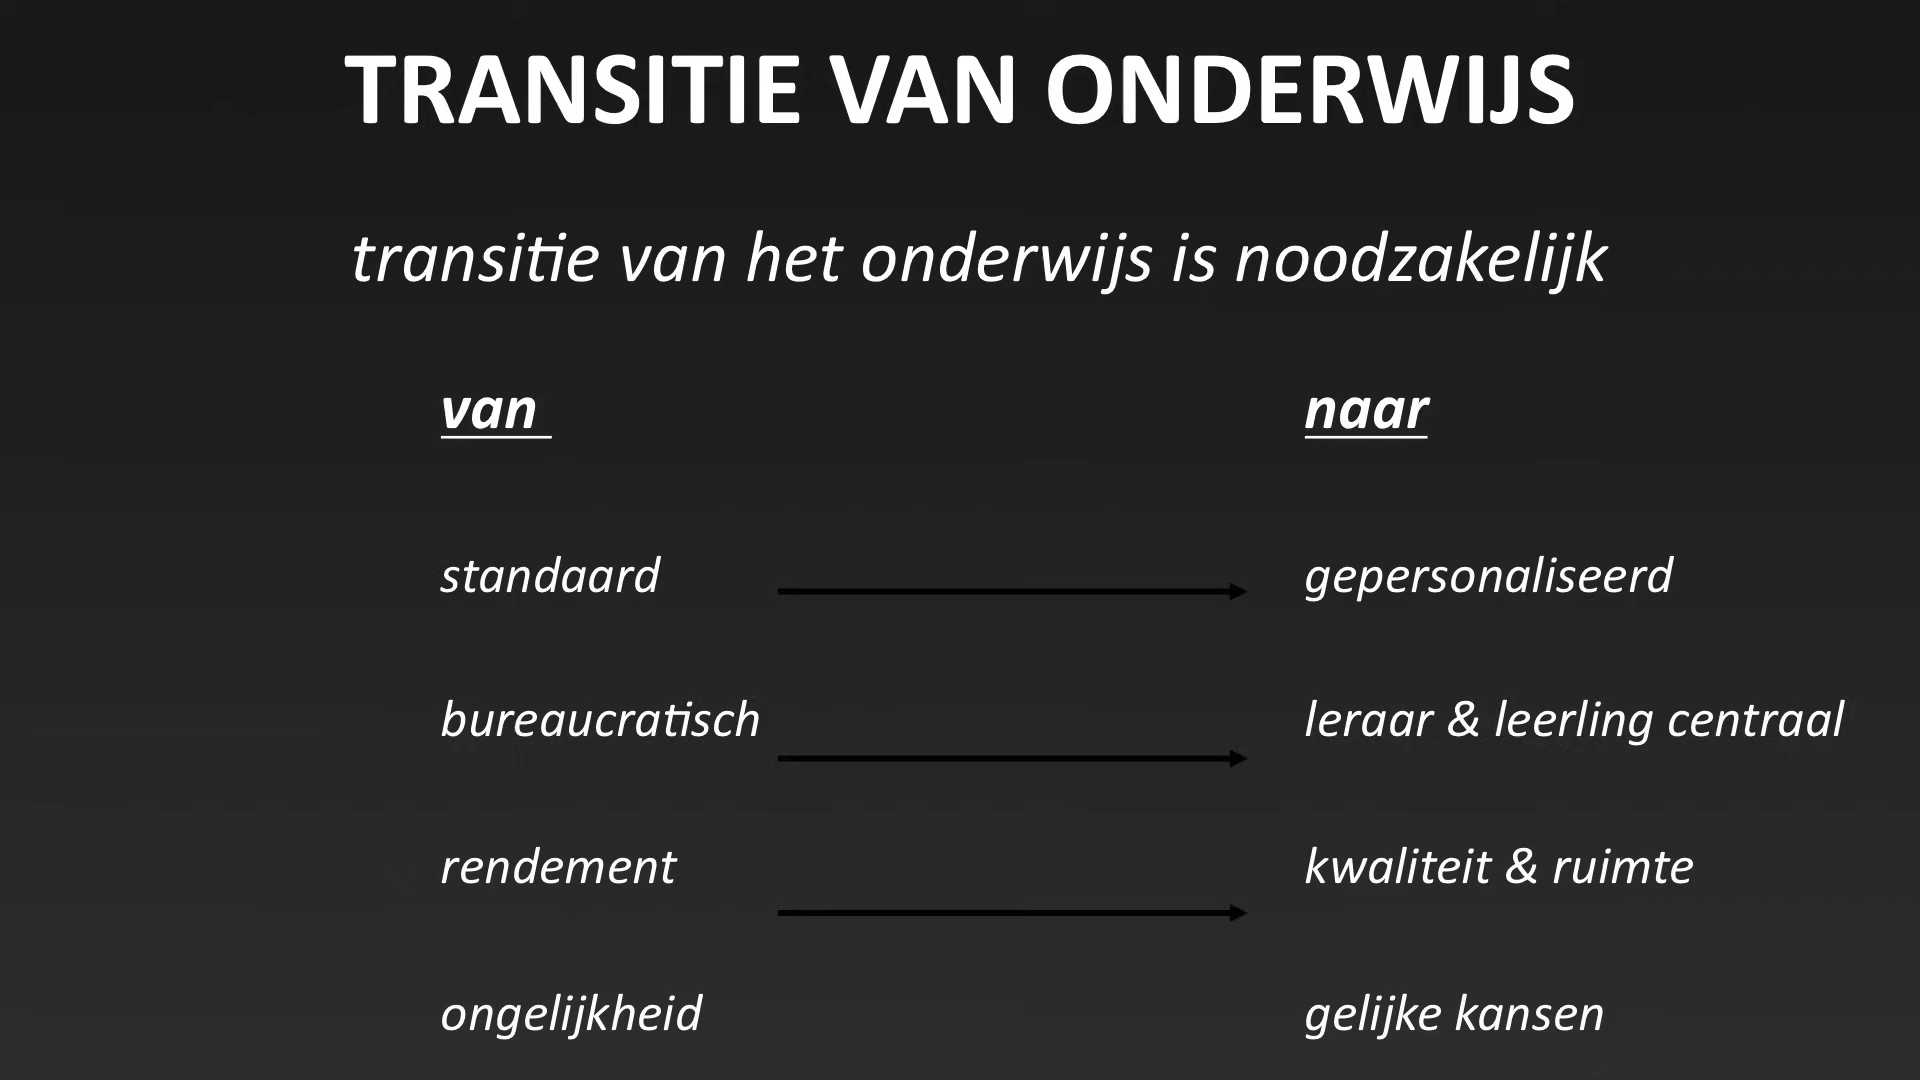 TRANSITIE VAN ONDERWIJS
transitie van het onderwijs is noodzakelijk
van naar
standaard gepersonaliseerd
bureaucratisch leraar & leerling centraal
rendement kwaliteit & ruimte
ongelijkheid gelijke kansen